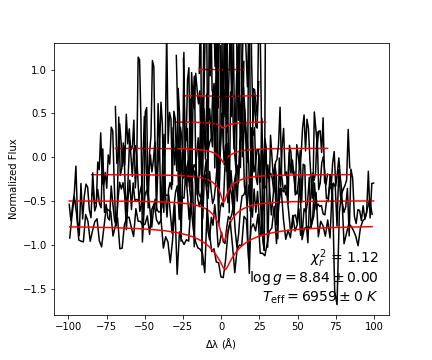 Normalized Flux
1.0
0.5
0.0
−0.5
−1.0
−1.5
χ²ᵣ = 1.12
log g = 8.84 ± 0.00
T_eff = 6959 ± 0 K
−100 −75 −50 −25 0 25 50 75 100
Δλ (Å)